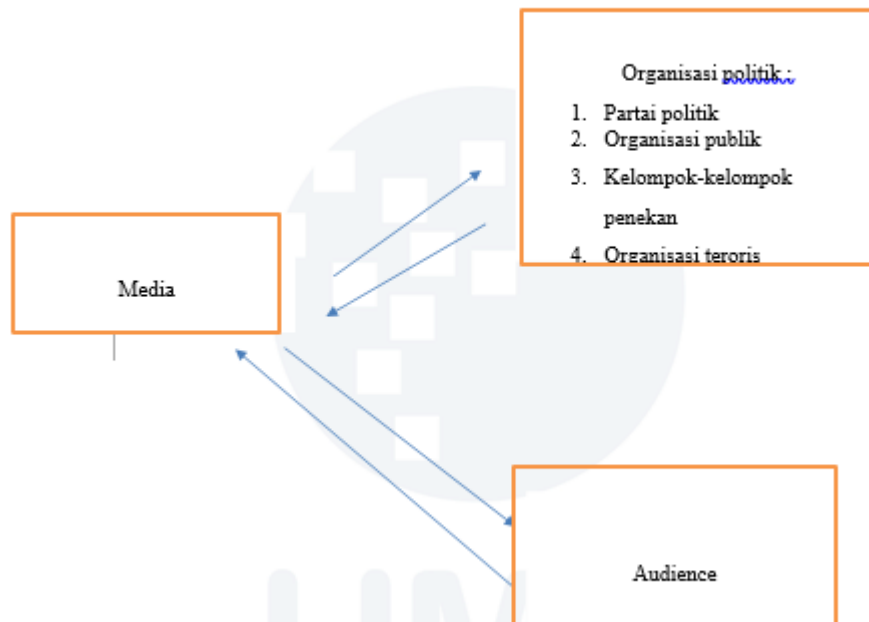 Organisasi politik :
1. Partai politik
2. Organisasi publik
3. Kelompok-kelompok
penekan
4. Organisasi teroris
Media
Audience